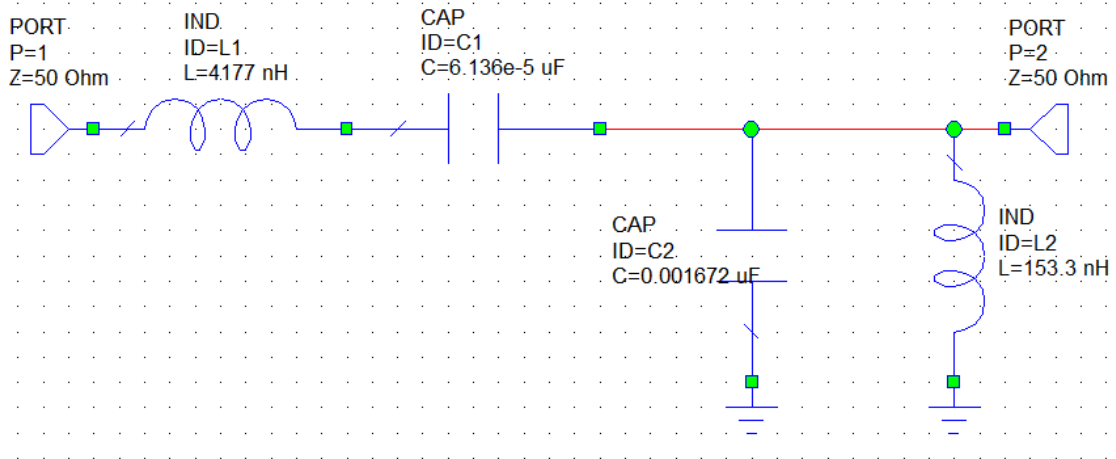 PORT
P=1
Z=50 Ohm
IND
ID=L1
L=4177 nH
CAP
ID=C1
C=6.136e-5 uF
PORT
P=2
Z=50 Ohm
CAP
ID=C2
C=0.001672 uF
IND
ID=L2
L=153.3 nH